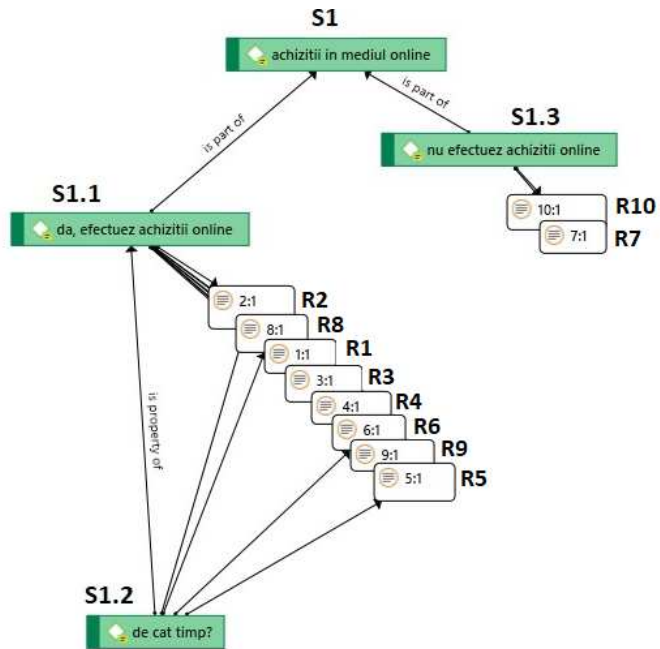 S1
achizitii in mediul online
is part of
is part of
S1.3
nu efectuez achizitii online
S1.1
10:1 R10
da, efectuez achizitii online
7:1 R7
2:1 R2
8:1 R8
1:1 R1
3:1 R3
4:1 R4
6:1 R6
is property of
9:1 R9
5:1 R5
S1.2
de cat timp?